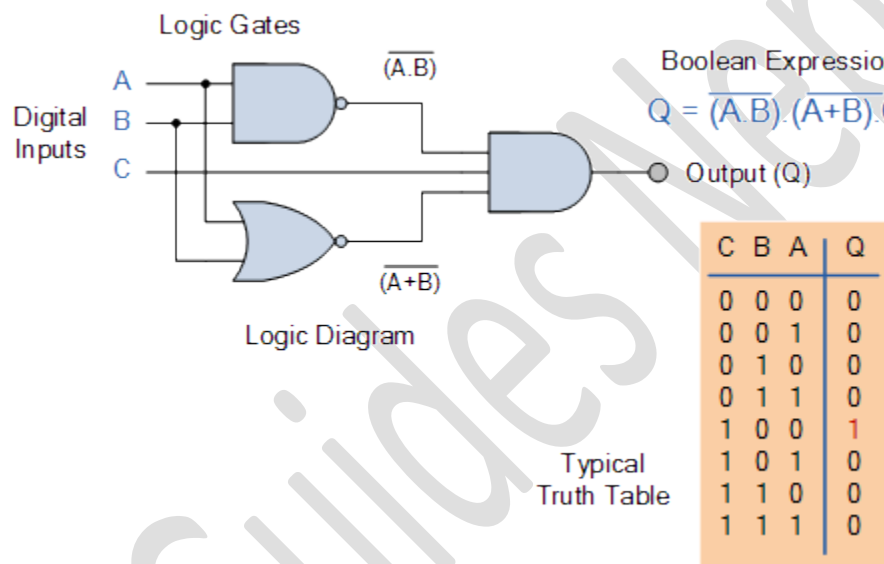 Logic Gates
A
B
C
Digital
Inputs
(A̅.̅B̅)̅
(A̅+̅B̅)̅
Logic Diagram
Boolean Expressio
Q = (A̅.̅B̅)̅.(A̅+̅B̅)̅.
Output (Q)
C B A Q
0 0 0 0
0 0 1 0
0 1 0 0
0 1 1 0
1 0 0 1
1 0 1 0
1 1 0 0
1 1 1 0
Typical
Truth Table
Guides